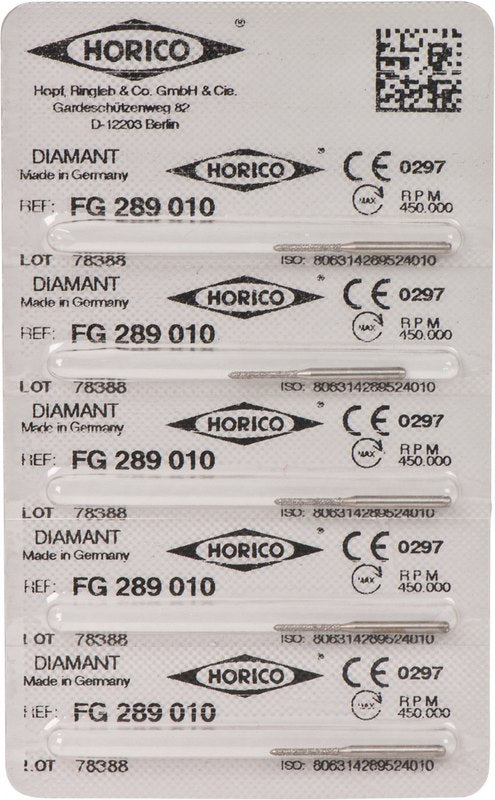 HORICO ®
Hopf, Ringleb & Co. GmbH & Cie.
Gardeschützenweg 82
D-12203 Berlin
DIAMANT HORICO ® CE 0297
Made in Germany
REF: FG 289 010 MAX RPM 450.000
LOT 78388 ISO: 806314289524010
DIAMANT HORICO ® CE 0297
Made in Germany
REF: FG 289 010 MAX RPM 450.000
LOT 78388 ISO: 806314289524010
DIAMANT HORICO ® CE 0297
Made in Germany
REF: FG 289 010 MAX RPM 450.000
LOT 78388 ISO: 806314289524010
DIAMANT HORICO ® CE 0297
Made in Germany
REF: FG 289 010 MAX RPM 450.000
LOT 78388 ISO: 806314289524010
DIAMANT HORICO ® CE 0297
Made in Germany
REF: FG 289 010 MAX RPM 450.000
LOT 78388 ISO: 806314289524010